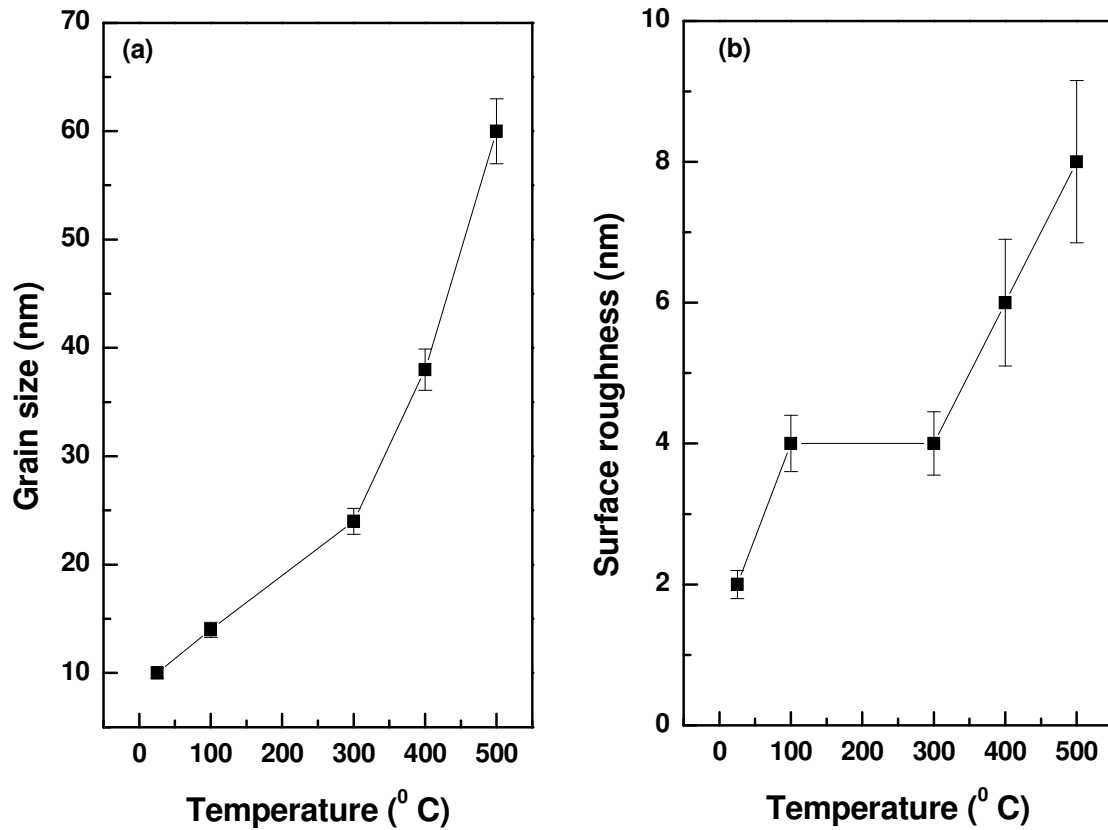 (a)
70
60
50
40
30
20
10
Grain size (nm)
0 100 200 300 400 500
Temperature (⁰ C)
(b)
10
8
6
4
2
0
Surface roughness (nm)
0 100 200 300 400 500
Temperature (⁰ C)